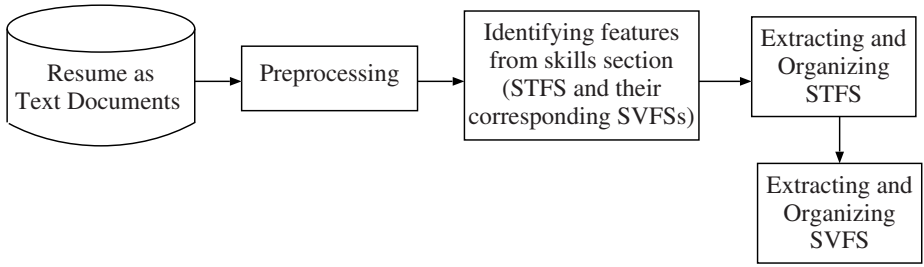 Resume as
Text Documents
Preprocessing
Identifying features
from skills section
(STFS and their
corresponding SVFSs)
Extracting and
Organizing
STFS
Extracting and
Organizing
SVFS